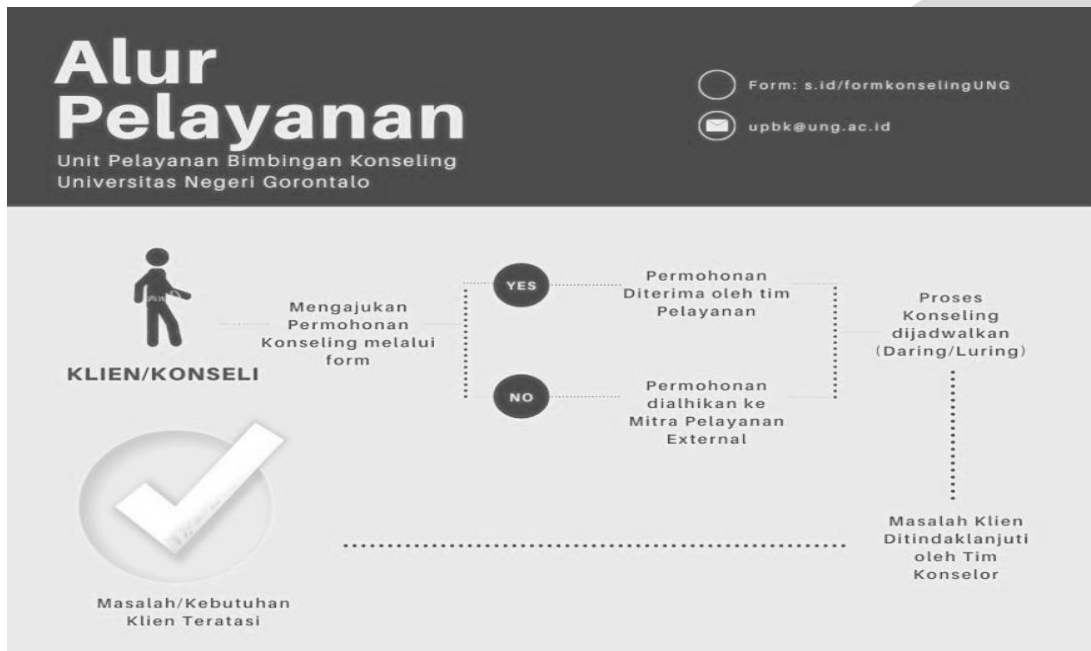 Alur
Pelayanan
Unit Pelayanan Bimbingan Konseling
Universitas Negeri Gorontalo
Form: s.id/formkonselingUNG
upbk@ung.ac.id
KLIEN/KONSELI
Mengajukan
Permohonan
Konseling melalui
form
YES
Permohonan
Diterima oleh tim
Pelayanan
NO
Permohonan
dialhikan ke
Mitra Pelayanan
External
Proses
Konseling
dijadwalkan
(Daring/Luring)
Masalah Klien
Ditindaklanjuti
oleh Tim
Konselor
Masalah/Kebutuhan
Klien Teratasi